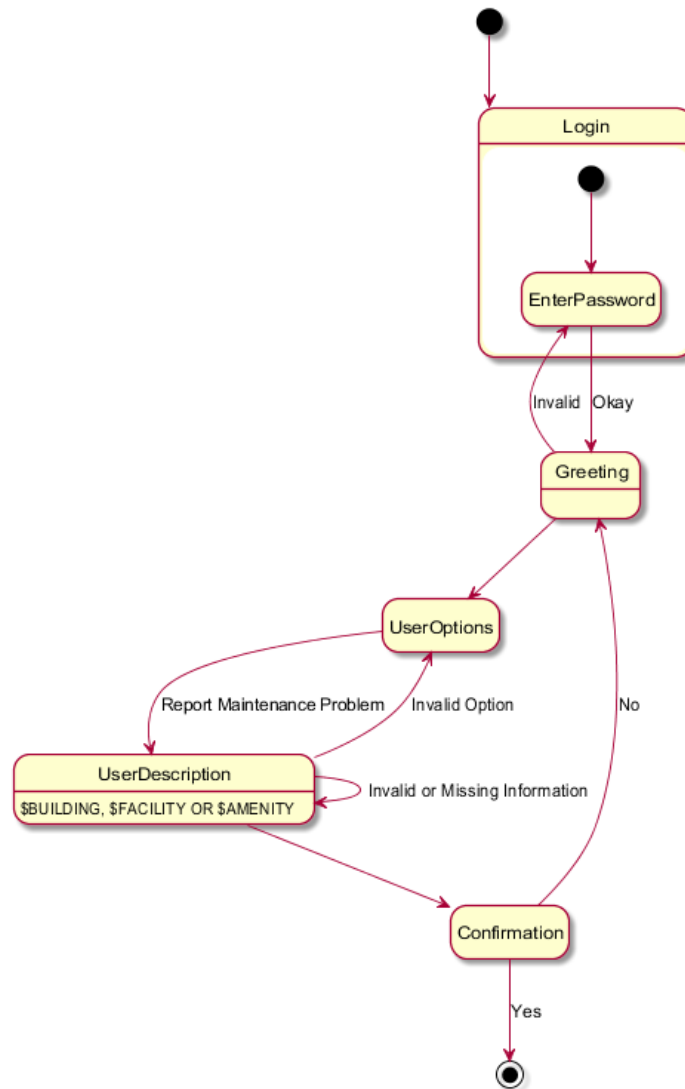 Login
EnterPassword
Invalid
Okay
Greeting
UserOptions
Report Maintenance Problem
Invalid Option
No
UserDescription
$BUILDING, $FACILITY OR $AMENITY
Invalid or Missing Information
Confirmation
Yes